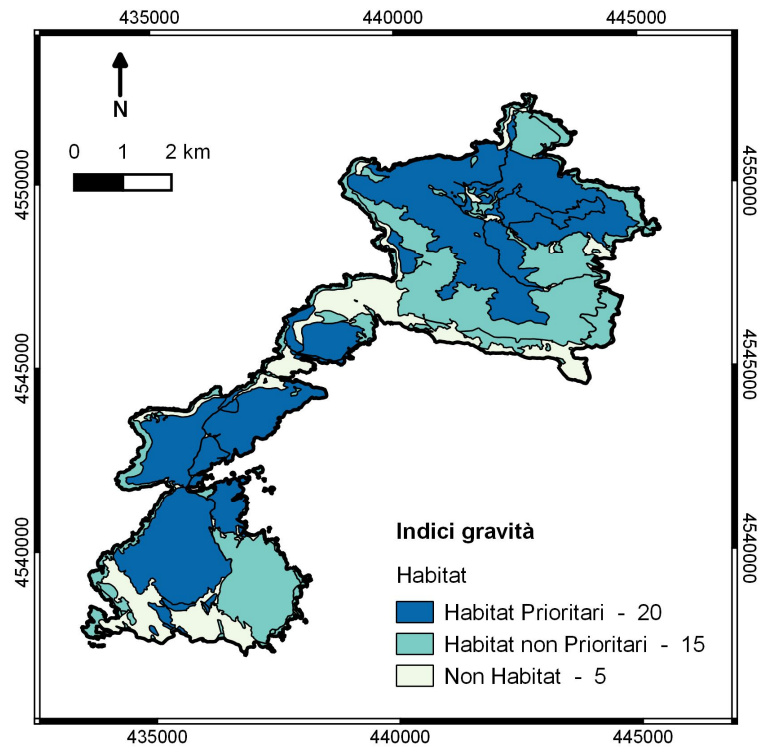 435000 440000 445000
N
0 1 2 km
4550000 4550000
4545000 4545000
4540000 4540000
Indici gravità
Habitat
Habitat Prioritari - 20
Habitat non Prioritari - 15
Non Habitat - 5
435000 440000 445000